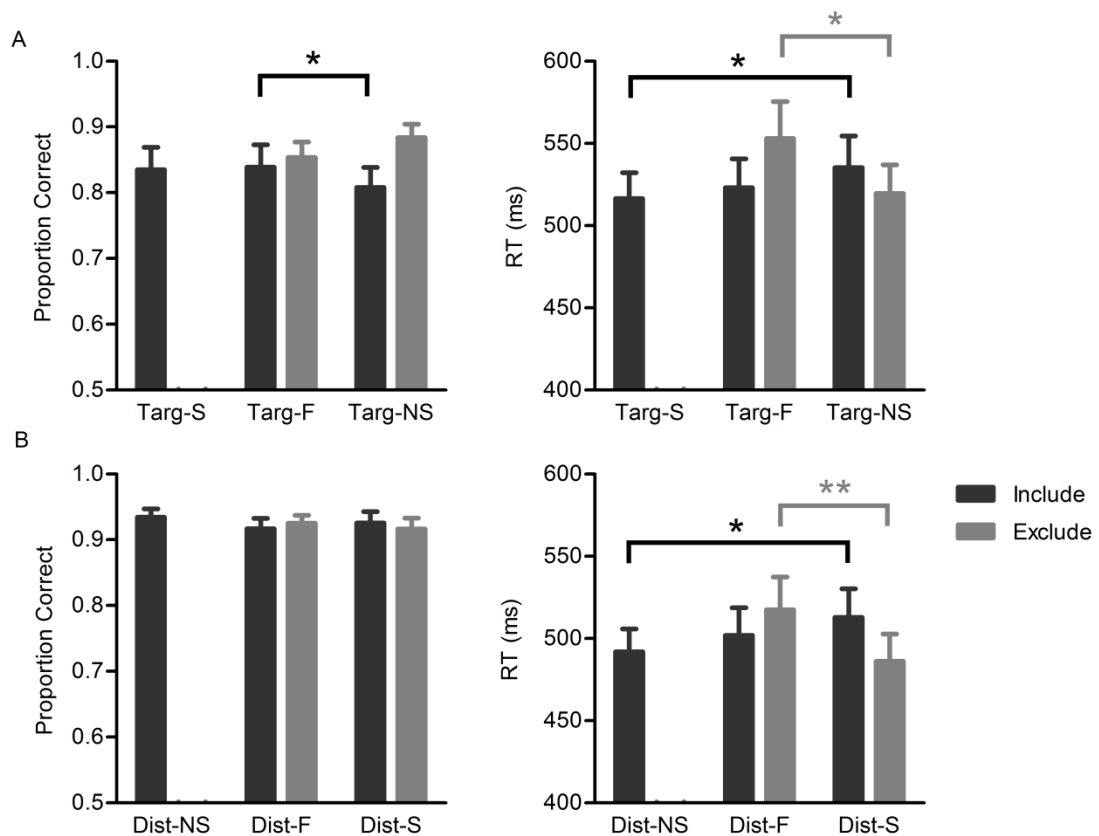 A
Proportion Correct
1.0
0.9
0.8
0.7
0.6
0.5
*
Targ-S Targ-F Targ-NS
RT (ms)
600
550
500
450
400
*
*
Targ-S Targ-F Targ-NS
B
Proportion Correct
1.0
0.9
0.8
0.7
0.6
0.5
Dist-NS Dist-F Dist-S
RT (ms)
600
550
500
450
400
*
**
Dist-NS Dist-F Dist-S
Include
Exclude